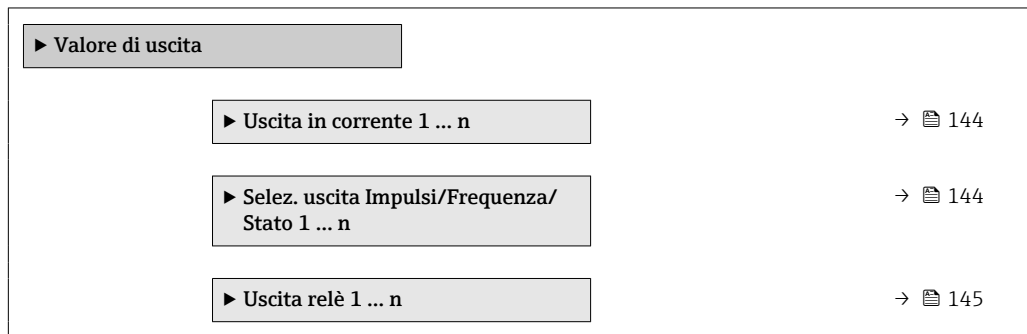 ▶ Valore di uscita
▶ Uscita in corrente 1 … n → 144
▶ Selez. uscita Impulsi/Frequenza/ → 144
Stato 1 … n
▶ Uscita relè 1 … n → 145